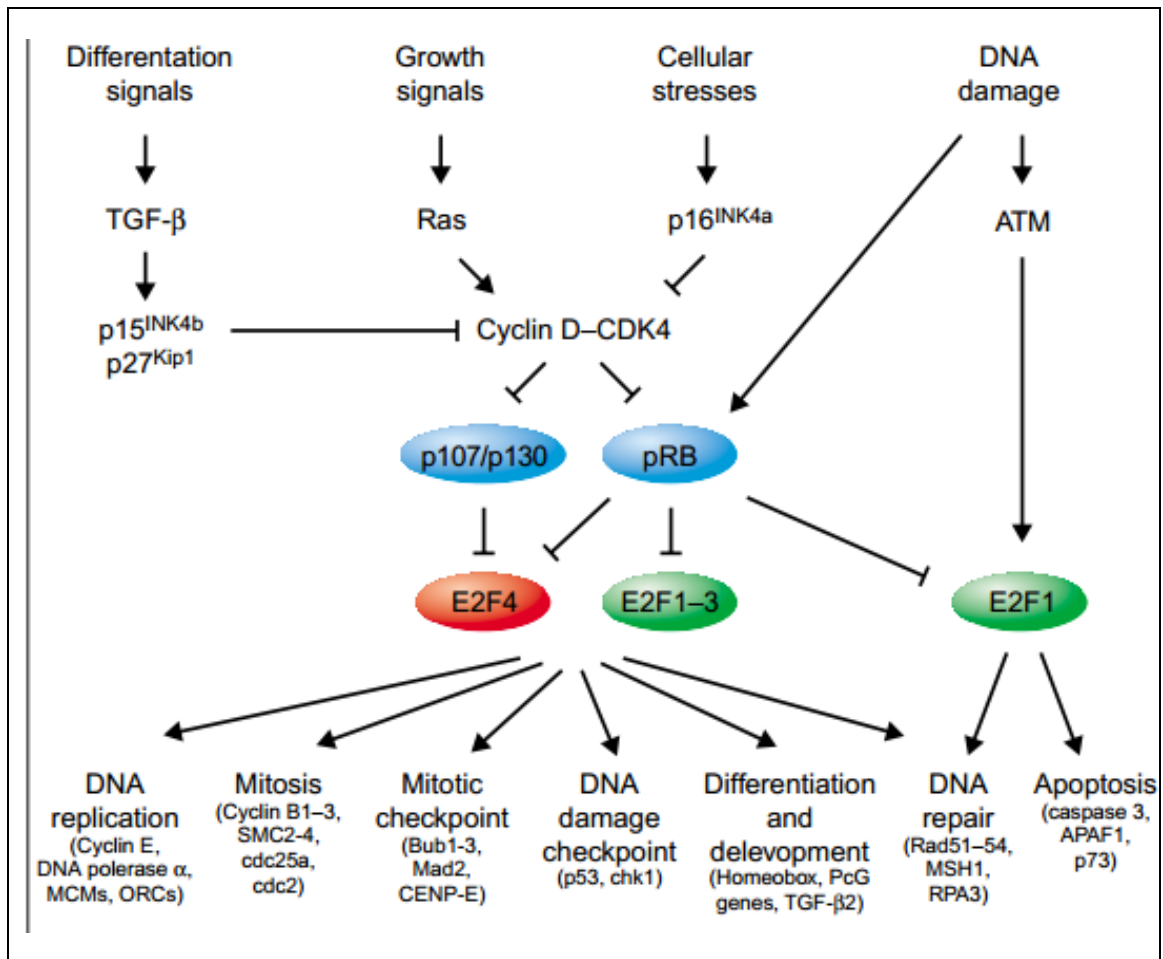 Differentation
signals
Growth
signals
Cellular
stresses
DNA
damage
TGF-β
Ras
p16INK4a
ATM
p15INK4b
p27Kip1
Cyclin D–CDK4
p107/p130
pRB
E2F4
E2F1–3
E2F1
DNA
replication
(Cyclin E,
DNA polerase α,
MCMs, ORCs)
Mitosis
(Cyclin B1–3,
SMC2-4,
cdc25a,
cdc2)
Mitotic
checkpoint
(Bub1-3,
Mad2,
CENP-E)
DNA
damage
checkpoint
(p53, chk1)
Differentiation
and
delevopment
(Homeobox, PcG
genes, TGF-β2)
DNA
repair
(Rad51–54,
MSH1,
RPA3)
Apoptosis
(caspase 3,
APAF1,
p73)